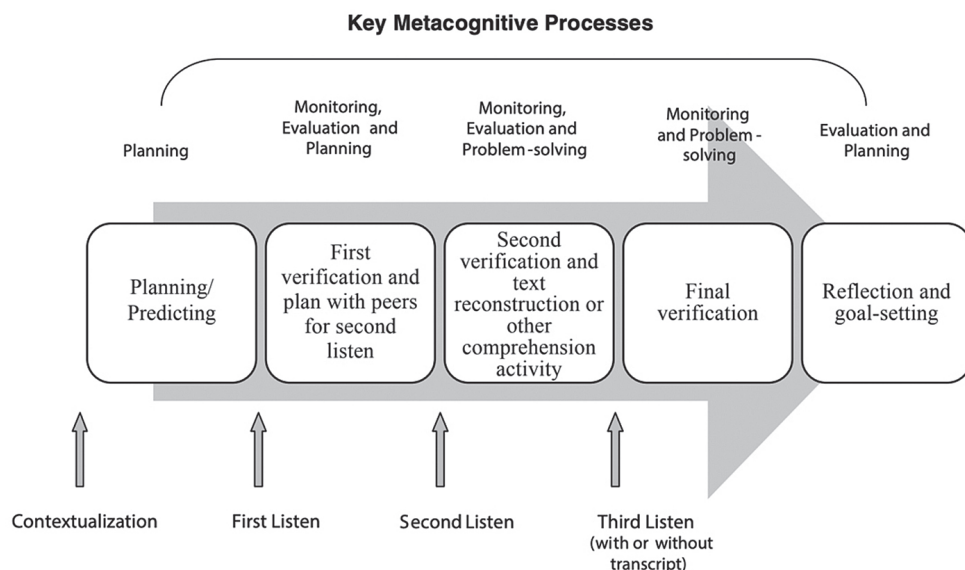 Key Metacognitive Processes
Planning
Monitoring,
Evaluation and
Planning
Monitoring,
Evaluation and
Problem-solving
Monitoring
and Problem-
solving
Evaluation and
Planning
Planning/
Predicting
First
verification and
plan with peers
for second
listen
Second
verification and
text
reconstruction or
other
comprehension
activity
Final
verification
Reflection and
goal-setting
Contextualization
First Listen
Second Listen
Third Listen
(with or without
transcript)